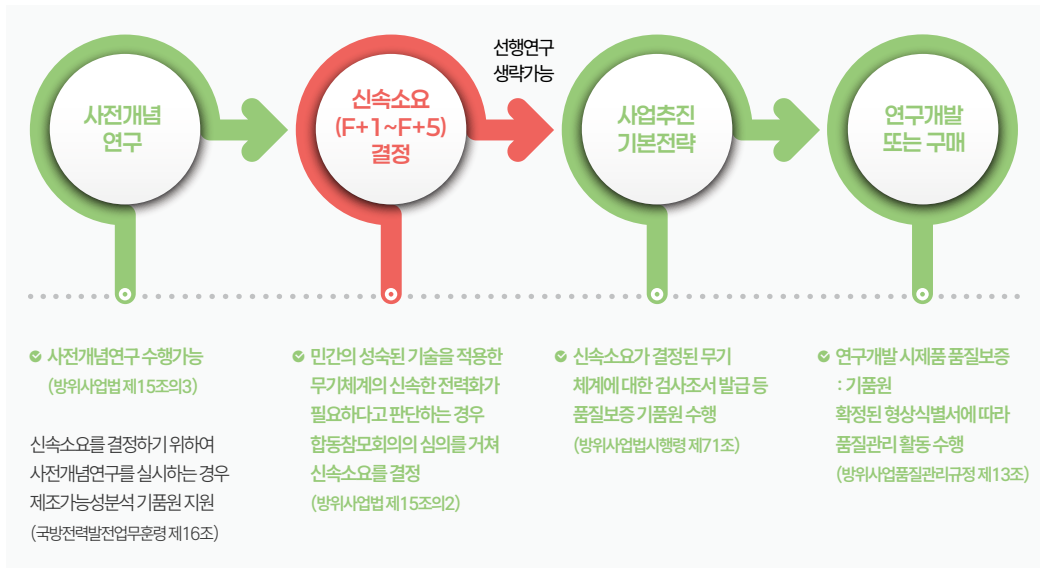 사전개념
연구
신속소요
(F+1~F+5)
결정
선행연구
생략가능
사업추진
기본전략
연구개발
또는 구매
사전개념연구 수행가능
(방위사업법 제15조의3)
신속소요를 결정하기 위하여
사전개념연구를 실시하는 경우
제조가능성분석 기품원 지원
(국방전력발전업무훈령 제16조)
민간의 성숙된 기술을 적용한
무기체계의 신속한 전력화가
필요하다고 판단하는 경우
합동참모회의의 심의를 거쳐
신속소요를 결정
(방위사업법 제15조의2)
신속소요가 결정된 무기
체계에 대한 검사조서 발급 등
품질보증 기품원 수행
(방위사업법시행령 제71조)
연구개발 시제품 품질보증
: 기품원
확정된 형상식별서에 따라
품질관리 활동 수행
(방위사업품질관리규정 제13조)